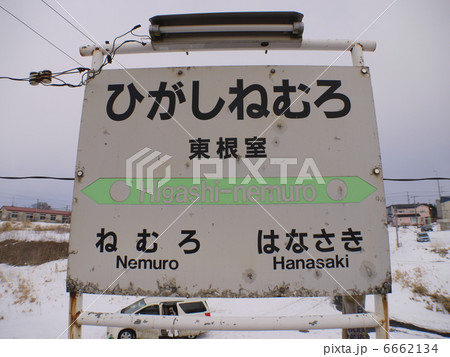 ひがしねむろ
東根室
PIXTA
Higashi-nemuro
ねむろ はなさき
Nemuro Hanasaki
pixta.jp - 6662134